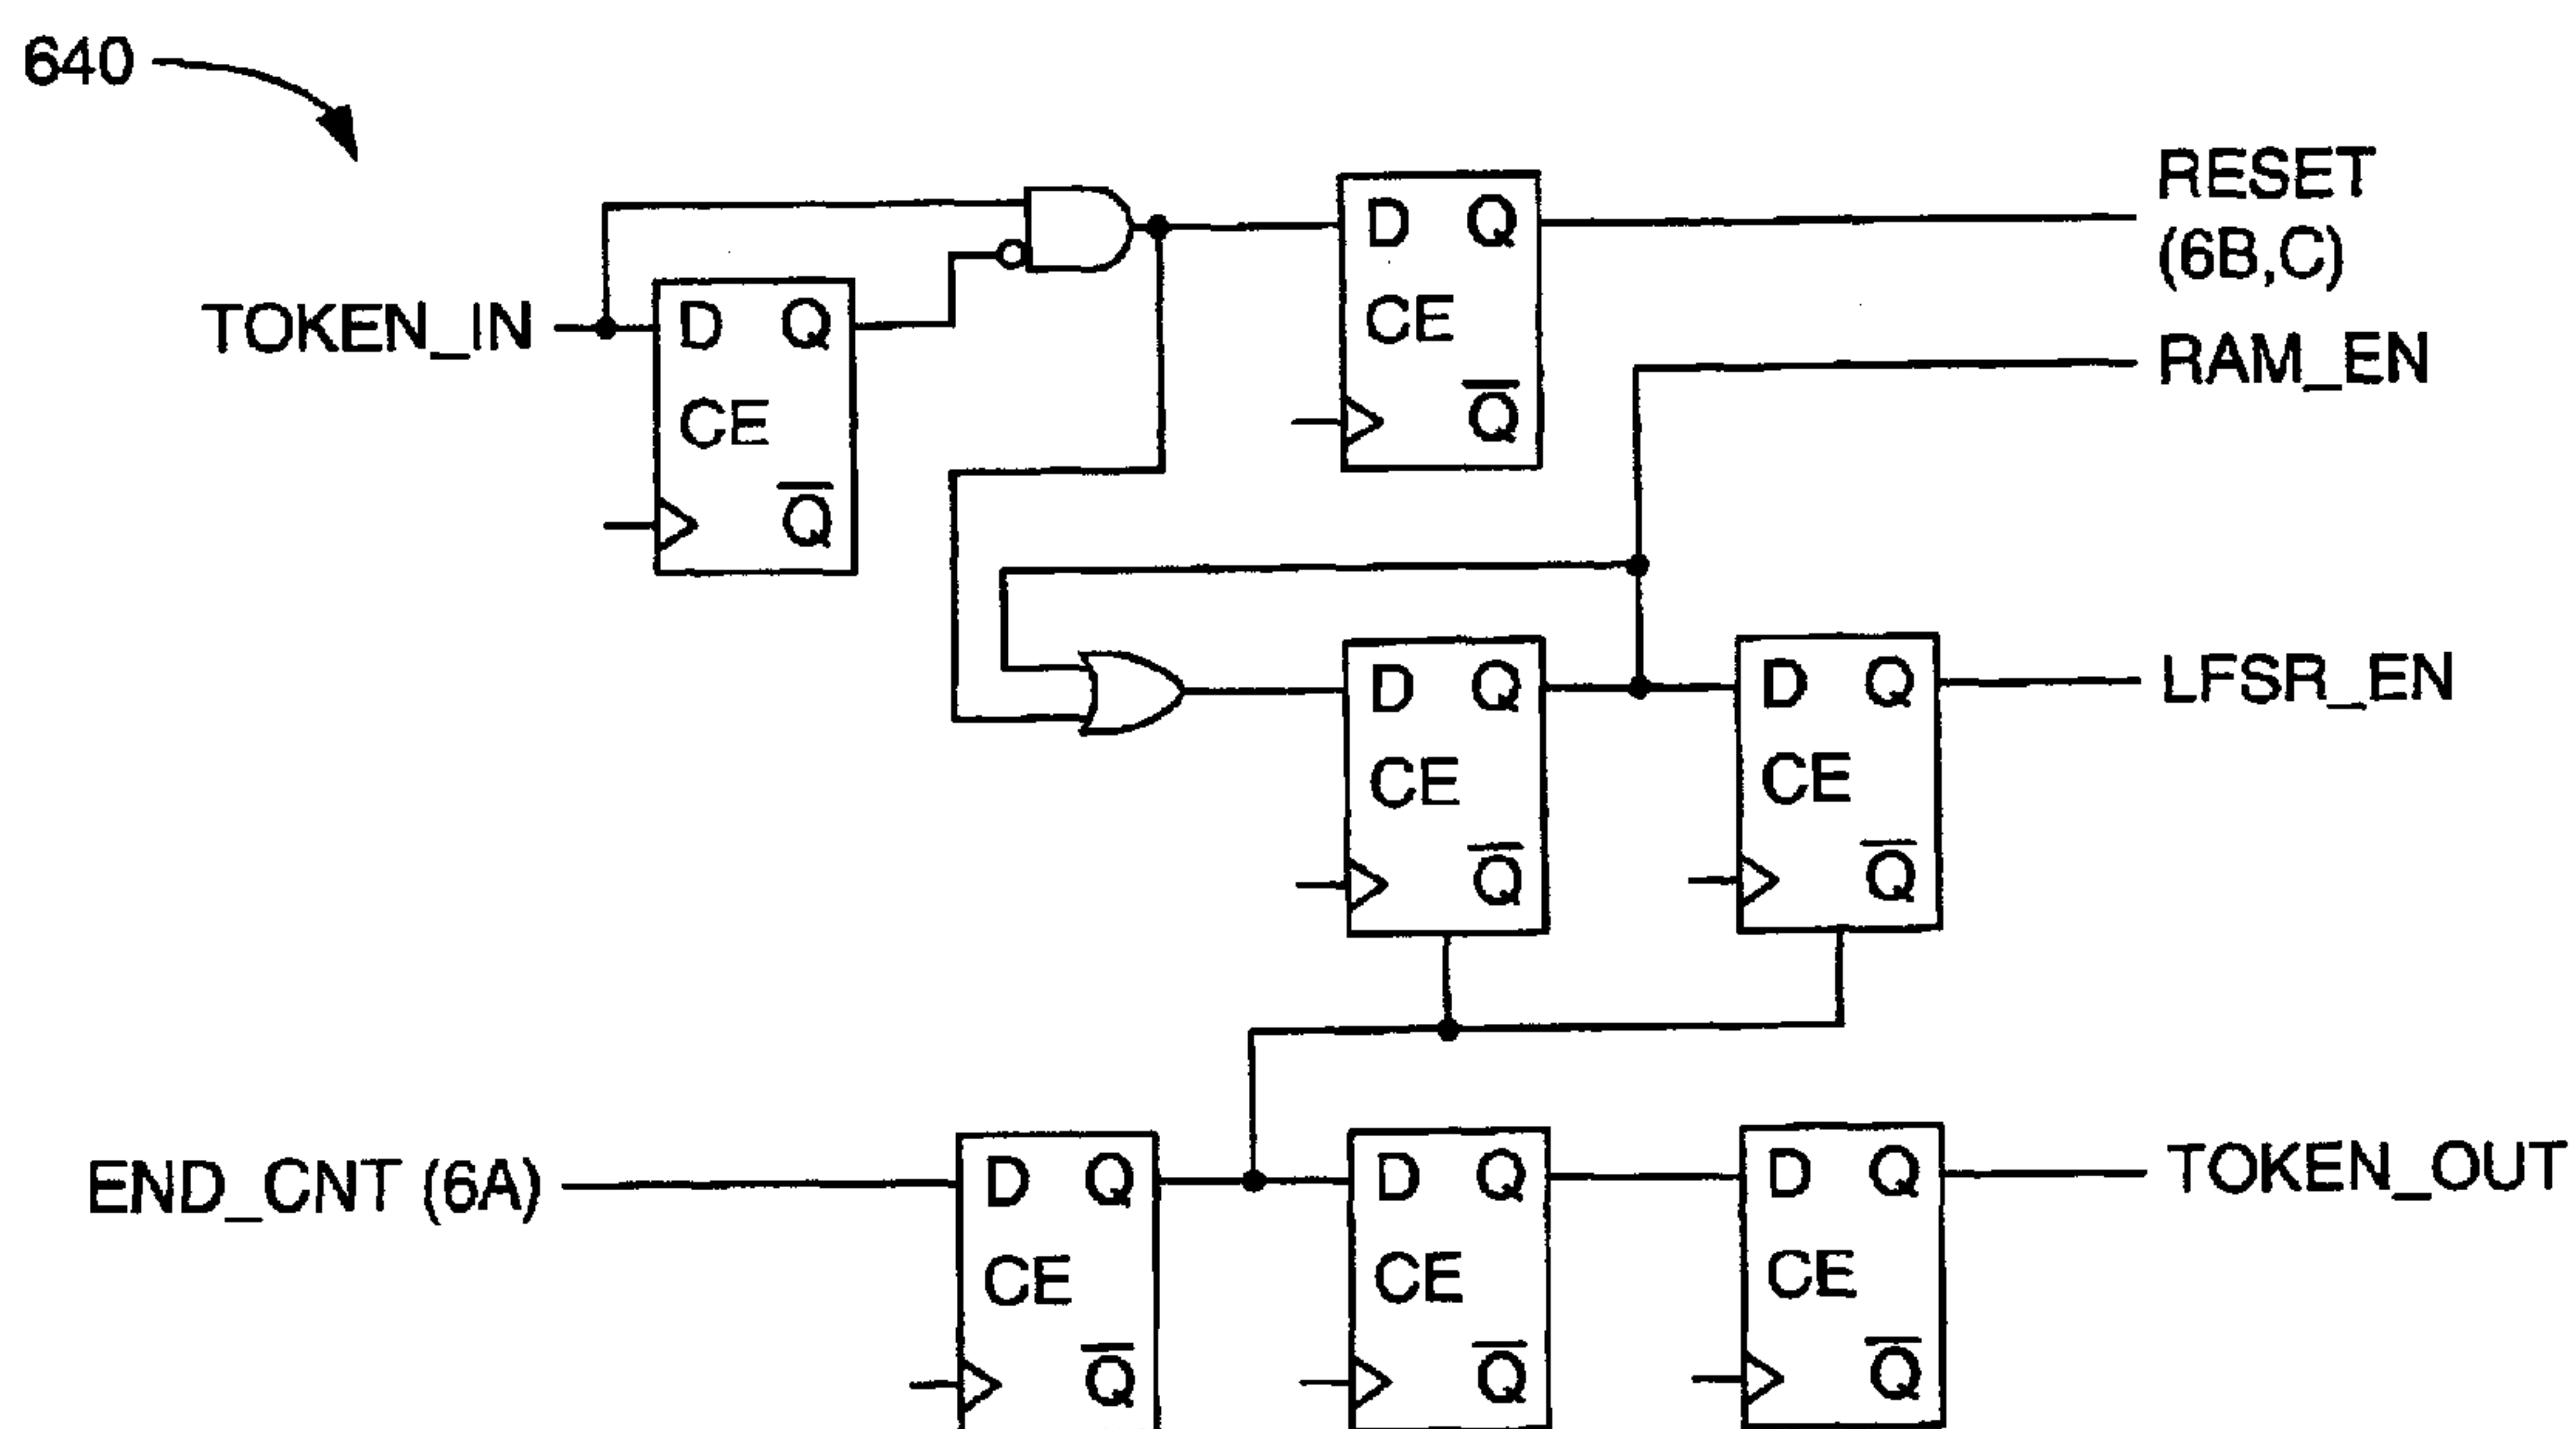 640
RESET
(6B,C)
D Q
CE
Q̅
TOKEN_IN
D Q
CE
Q̅
RAM_EN
D Q
CE
Q̅
D Q
CE
Q̅
LFSR_EN
END_CNT (6A)
D Q
CE
Q̅
D Q
CE
Q̅
D Q
CE
Q̅
TOKEN_OUT